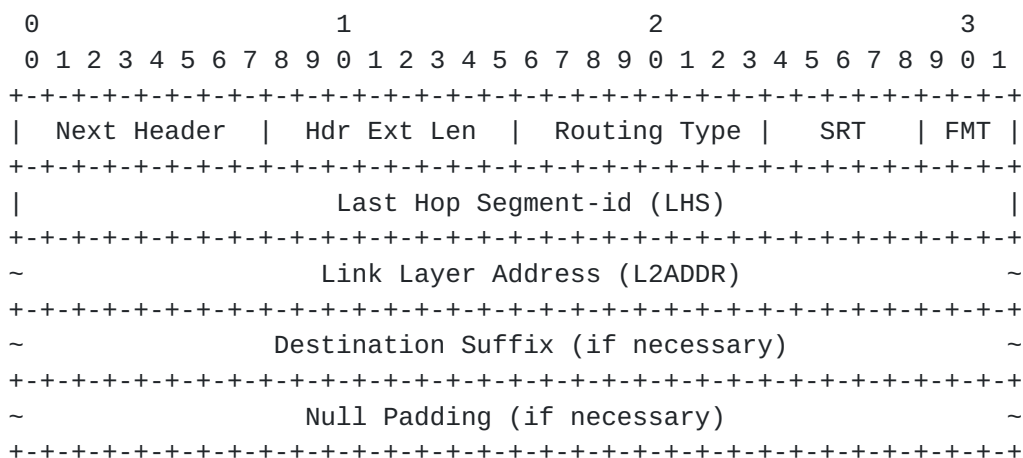 0                   1                   2                   3
 0 1 2 3 4 5 6 7 8 9 0 1 2 3 4 5 6 7 8 9 0 1 2 3 4 5 6 7 8 9 0 1
+-+-+-+-+-+-+-+-+-+-+-+-+-+-+-+-+-+-+-+-+-+-+-+-+-+-+-+-+-+-+-+-+
|  Next Header  |  Hdr Ext Len  |  Routing Type |   SRT   | FMT |
+-+-+-+-+-+-+-+-+-+-+-+-+-+-+-+-+-+-+-+-+-+-+-+-+-+-+-+-+-+-+-+-+
|                    Last Hop Segment-id (LHS)                  |
+-+-+-+-+-+-+-+-+-+-+-+-+-+-+-+-+-+-+-+-+-+-+-+-+-+-+-+-+-+-+-+-+
~                   Link Layer Address (L2ADDR)                 ~
+-+-+-+-+-+-+-+-+-+-+-+-+-+-+-+-+-+-+-+-+-+-+-+-+-+-+-+-+-+-+-+-+
~                Destination Suffix (if necessary)              ~
+-+-+-+-+-+-+-+-+-+-+-+-+-+-+-+-+-+-+-+-+-+-+-+-+-+-+-+-+-+-+-+-+
~                  Null Padding (if necessary)                  ~
+-+-+-+-+-+-+-+-+-+-+-+-+-+-+-+-+-+-+-+-+-+-+-+-+-+-+-+-+-+-+-+-+